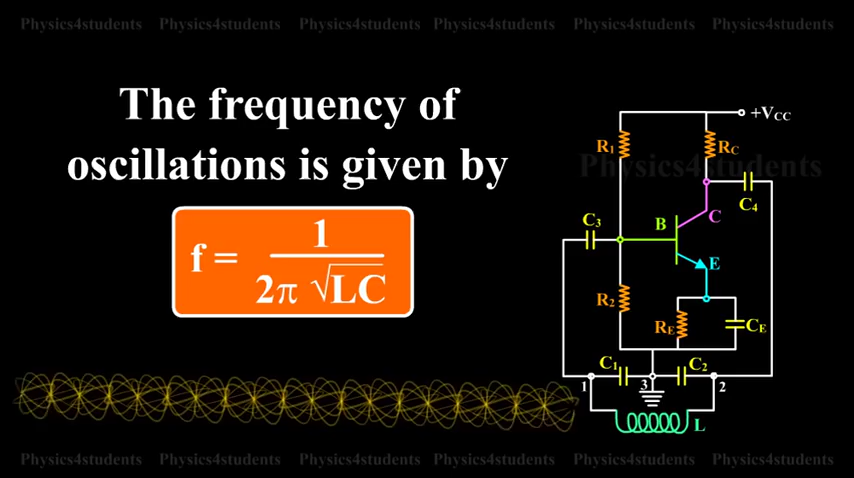 Physics4students Physics4students Physics4students Physics4students Physics4students Physics4students
The frequency of
oscillations is given by
f = 1 / 2π √LC
+VCC
R1
RC
Physics4students
C4
C3
B
C
E
R2
RE
CE
C1
C2
1
3
2
L
Physics4students Physics4students Physics4students Physics4students Physics4students Physics4students